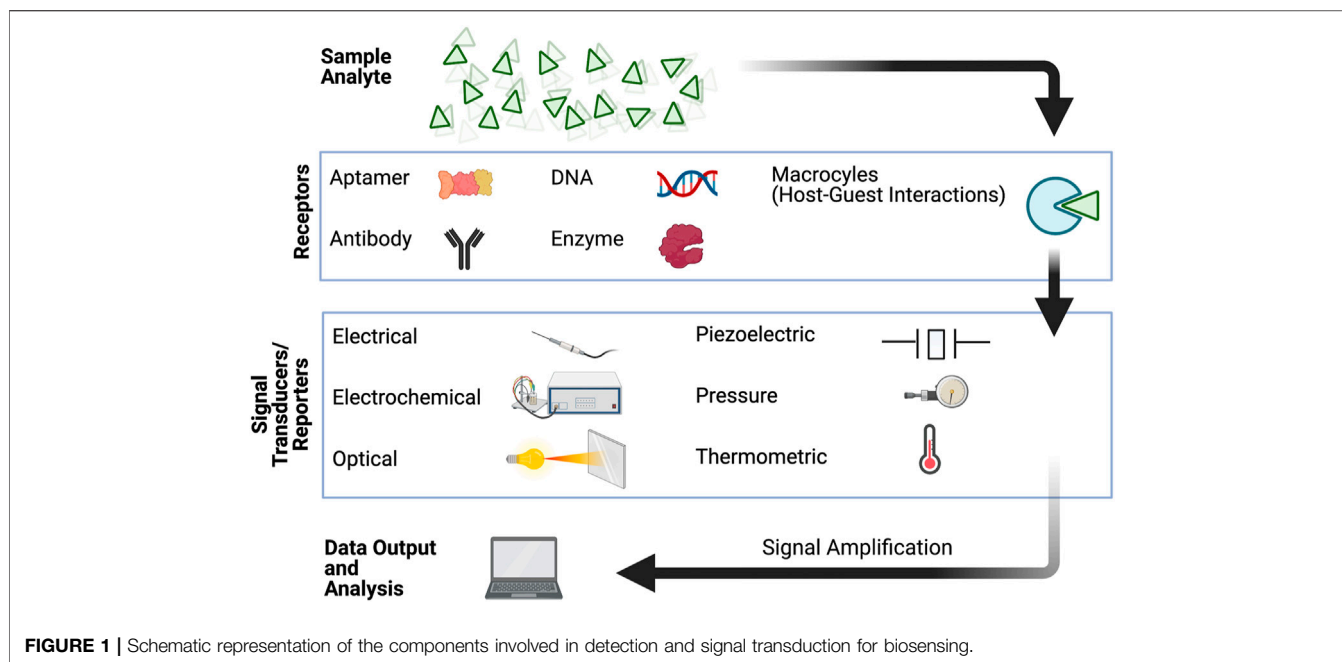 Sample
Analyte
Receptors
Aptamer
DNA
Macrocyles
(Host-Guest Interactions)
Antibody
Enzyme
Signal
Transducers/
Reporters
Electrical
Piezoelectric
Electrochemical
Pressure
Optical
Thermometric
Data Output
and
Analysis
Signal Amplification
FIGURE 1 | Schematic representation of the components involved in detection and signal transduction for biosensing.